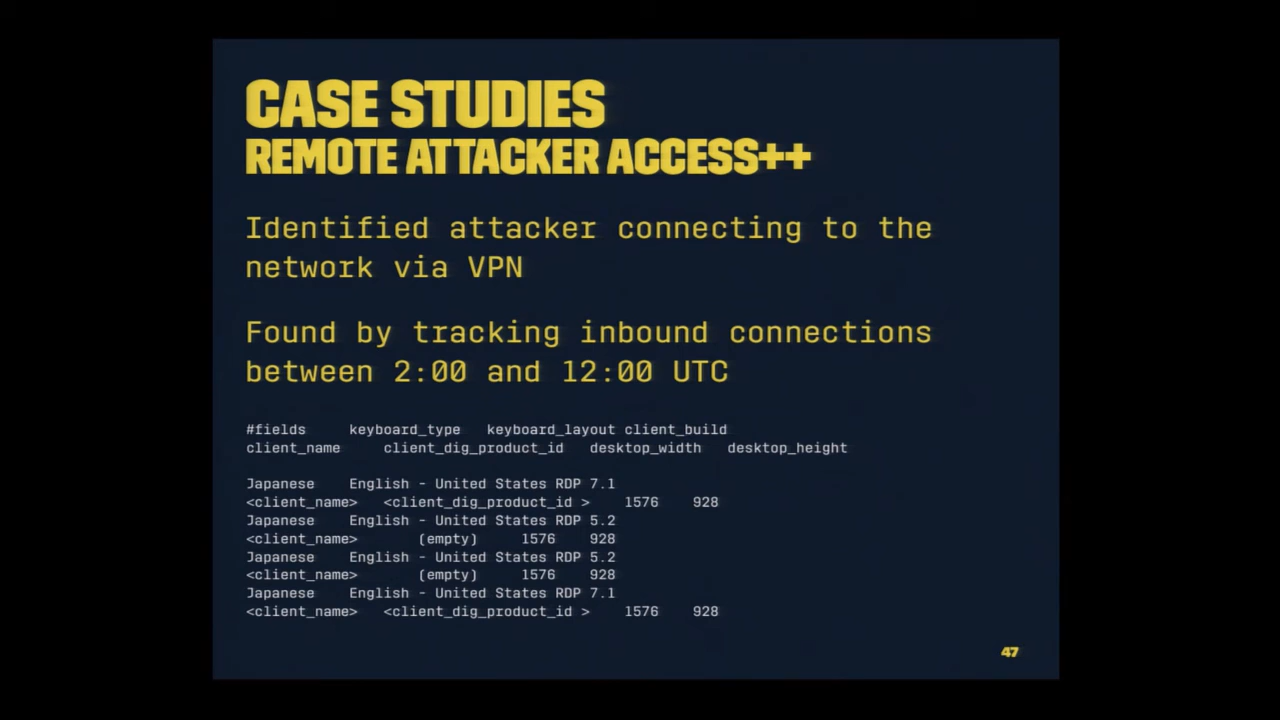 CASE STUDIES
REMOTE ATTACKER ACCESS++
Identified attacker connecting to the
network via VPN
Found by tracking inbound connections
between 2:00 and 12:00 UTC
#fields keyboard_type keyboard_layout client_build
client_name client_dig_product_id desktop_width desktop_height
Japanese English - United States RDP 7.1
<client_name> <client_dig_product_id > 1576 928
Japanese English - United States RDP 5.2
<client_name> (empty) 1576 928
Japanese English - United States RDP 5.2
<client_name> (empty) 1576 928
Japanese English - United States RDP 7.1
<client_name> <client_dig_product_id > 1576 928
47